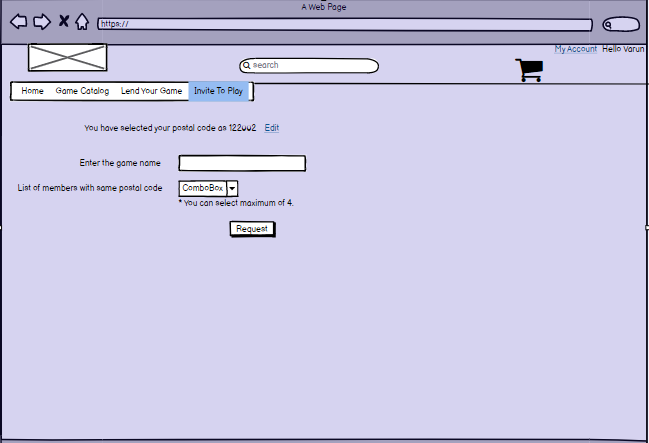 A Web Page
https://
My Account Hello Varun
search
Home Game Catalog Lend Your Game Invite To Play
You have selected your postal code as 122002 Edit
Enter the game name
List of members with same postal code ComboBox
* You can select maximum of 4.
Request